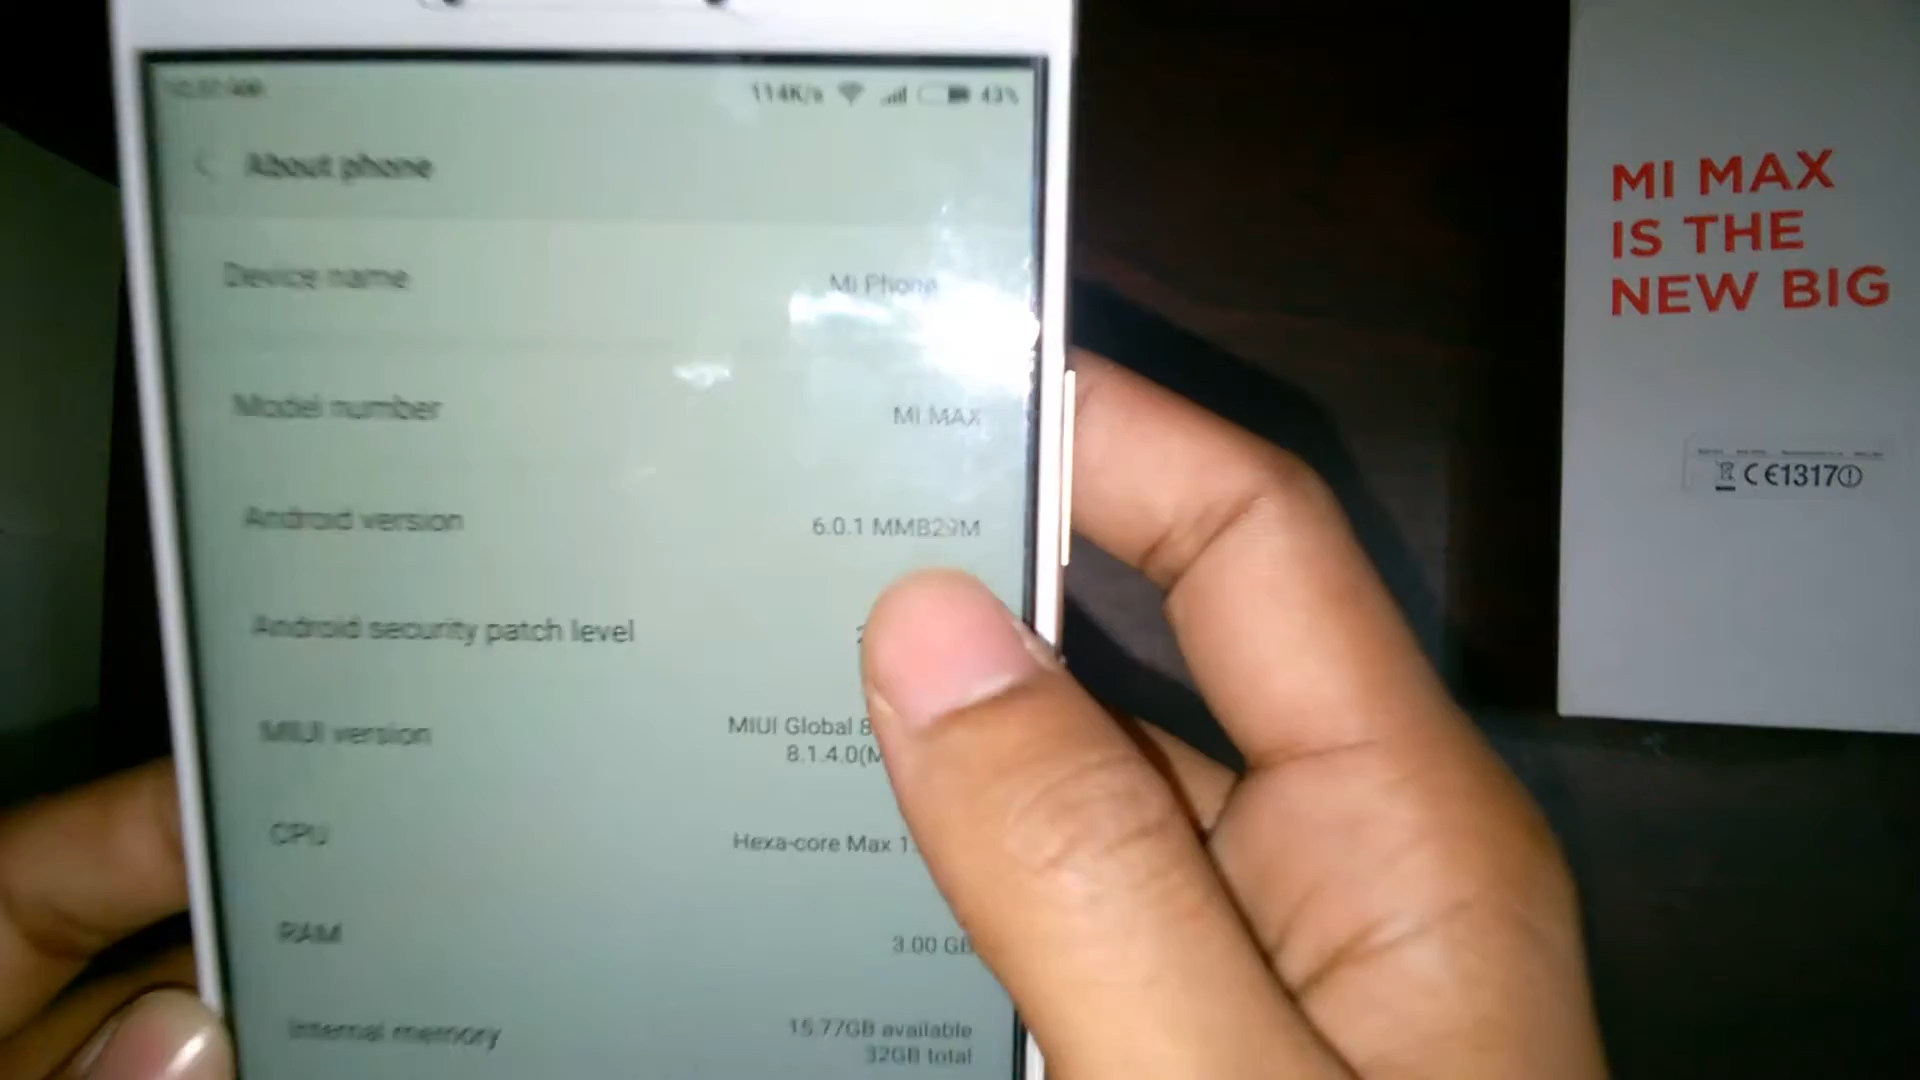 114K/s 43%
About phone
Device name Mi Phone
Model number MI MAX
Android version 6.0.1 MMB29M
Android security patch level
MIUI version MIUI Global 8
8.1.4.0(M
CPU Hexa-core Max 1.
RAM 3.00 GB
Internal memory 15.77GB available
32GB total
MI MAX
IS THE
NEW BIG
CE1317